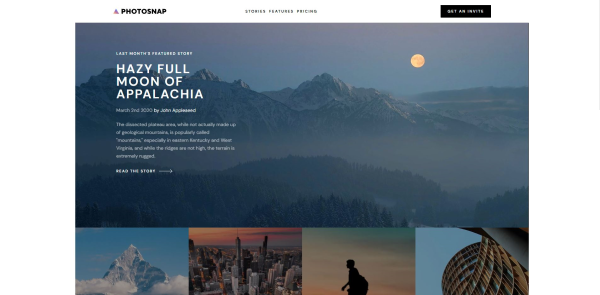 PHOTOSNAP
STORIES FEATURES PRICING
GET AN INVITE
LAST MONTH'S FEATURED STORY
HAZY FULL
MOON OF
APPALACHIA
March 2nd 2020 by John Appleseed
The dissected plateau area, while not actually made up
of geological mountains, is popularly called
"mountains," especially in eastern Kentucky and West
Virginia, and while the ridges are not high, the terrain is
extremely rugged.
READ THE STORY